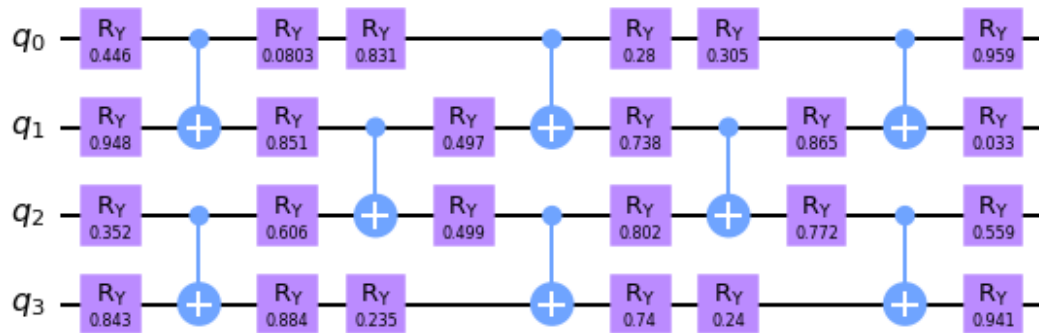 q0 RY RY RY RY RY RY
0.446 0.0803 0.831 0.28 0.305 0.959
q1 RY RY RY RY RY RY
0.948 0.851 0.497 0.738 0.865 0.033
q2 RY RY RY RY RY RY
0.352 0.606 0.499 0.802 0.772 0.559
q3 RY RY RY RY RY RY
0.843 0.884 0.235 0.74 0.24 0.941